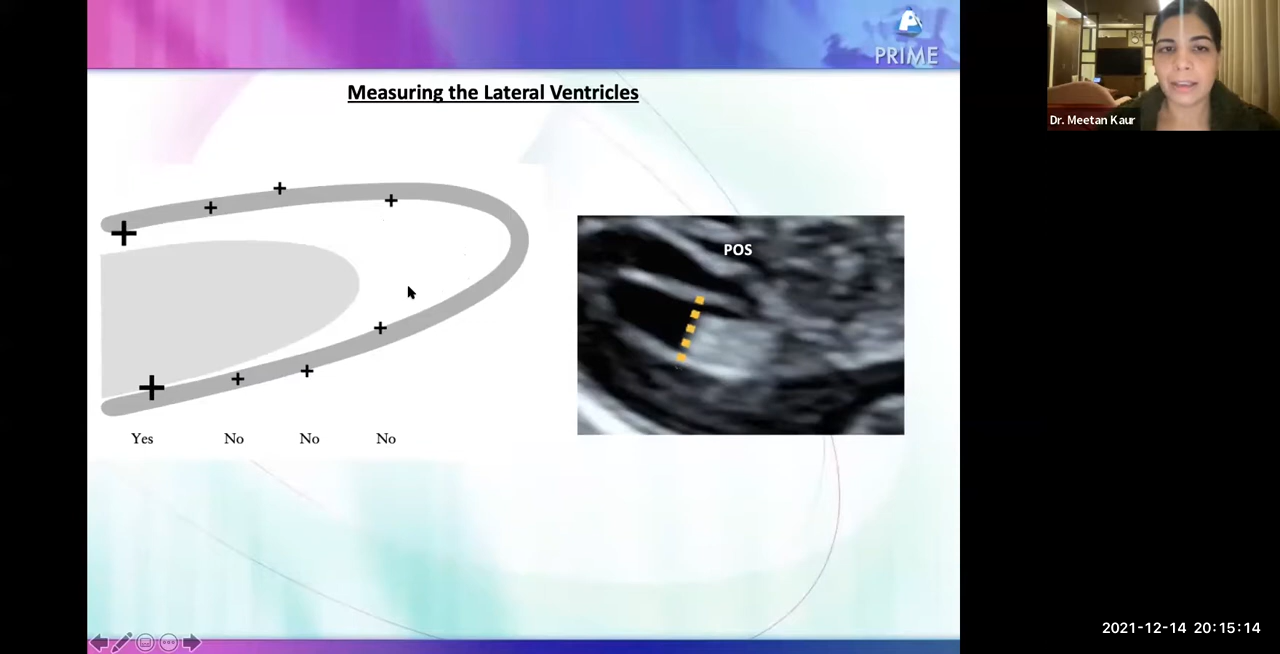 PRIME
Measuring the Lateral Ventricles
Dr. Meetan Kaur
POS
Yes No No No
2021-12-14 20:15:14